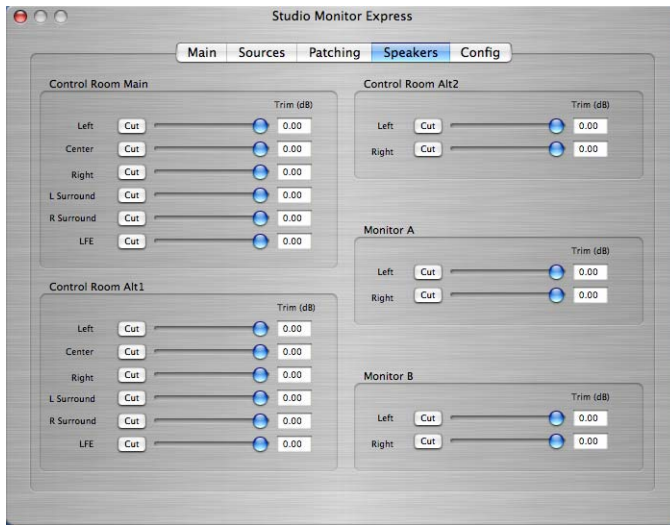 Studio Monitor Express
Main Sources Patching Speakers Config
Control Room Main
Trim (dB)
Left Cut 0.00
Center Cut 0.00
Right Cut 0.00
L Surround Cut 0.00
R Surround Cut 0.00
LFE Cut 0.00
Control Room Alt1
Trim (dB)
Left Cut 0.00
Center Cut 0.00
Right Cut 0.00
L Surround Cut 0.00
R Surround Cut 0.00
LFE Cut 0.00
Control Room Alt2
Trim (dB)
Left Cut 0.00
Right Cut 0.00
Monitor A
Trim (dB)
Left Cut 0.00
Right Cut 0.00
Monitor B
Trim (dB)
Left Cut 0.00
Right Cut 0.00